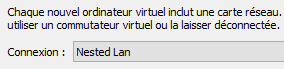 Chaque nouvel ordinateur virtuel inclut une carte réseau.
utiliser un commutateur virtuel ou la laisser déconnectée.
Connexion : Nested Lan